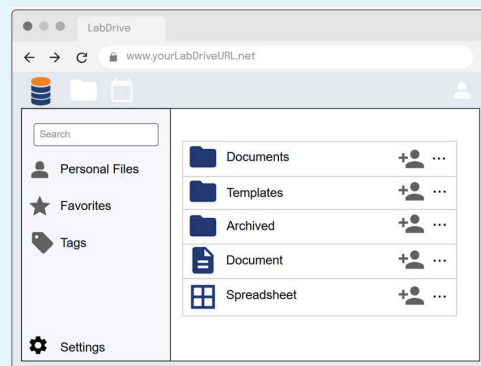 LabDrive
www.yourLabDriveURL.net
Search
Personal Files
Favorites
Tags
Settings
Documents
Templates
Archived
Document
Spreadsheet